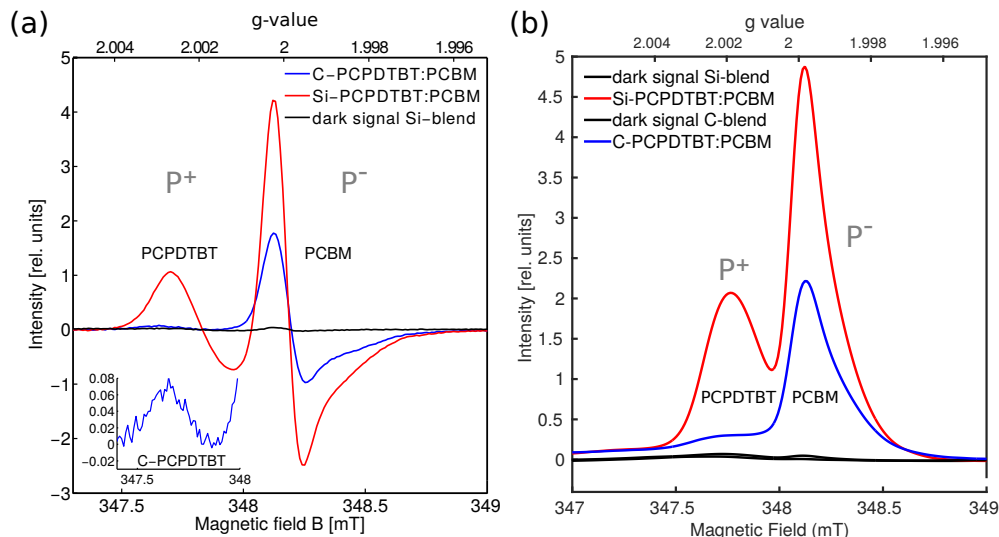 (a)
g-value
2.004
2.002
2
1.998
1.996
5
4
3
2
1
0
−1
−2
−3
Intensity [rel. units]
C−PCPDTBT:PCBM
Si−PCPDTBT:PCBM
dark signal Si−blend
P+
P-
PCPDTBT
PCBM
0.08
0.06
0.04
0.02
0
−0.03
C−PCPDTBT
347.5
348
347.5
348
348.5
349
Magnetic field B [mT]
(b)
g value
2.004
2.002
2
1.998
1.996
5
4.5
4
3.5
3
2.5
2
1.5
1
0.5
0
Intensity [rel. units]
dark signal Si-blend
Si-PCPDTBT:PCBM
dark signal C-blend
C-PCPDTBT:PCBM
P+
P-
PCPDTBT
PCBM
347
347.5
348
348.5
349
Magnetic Field (mT)